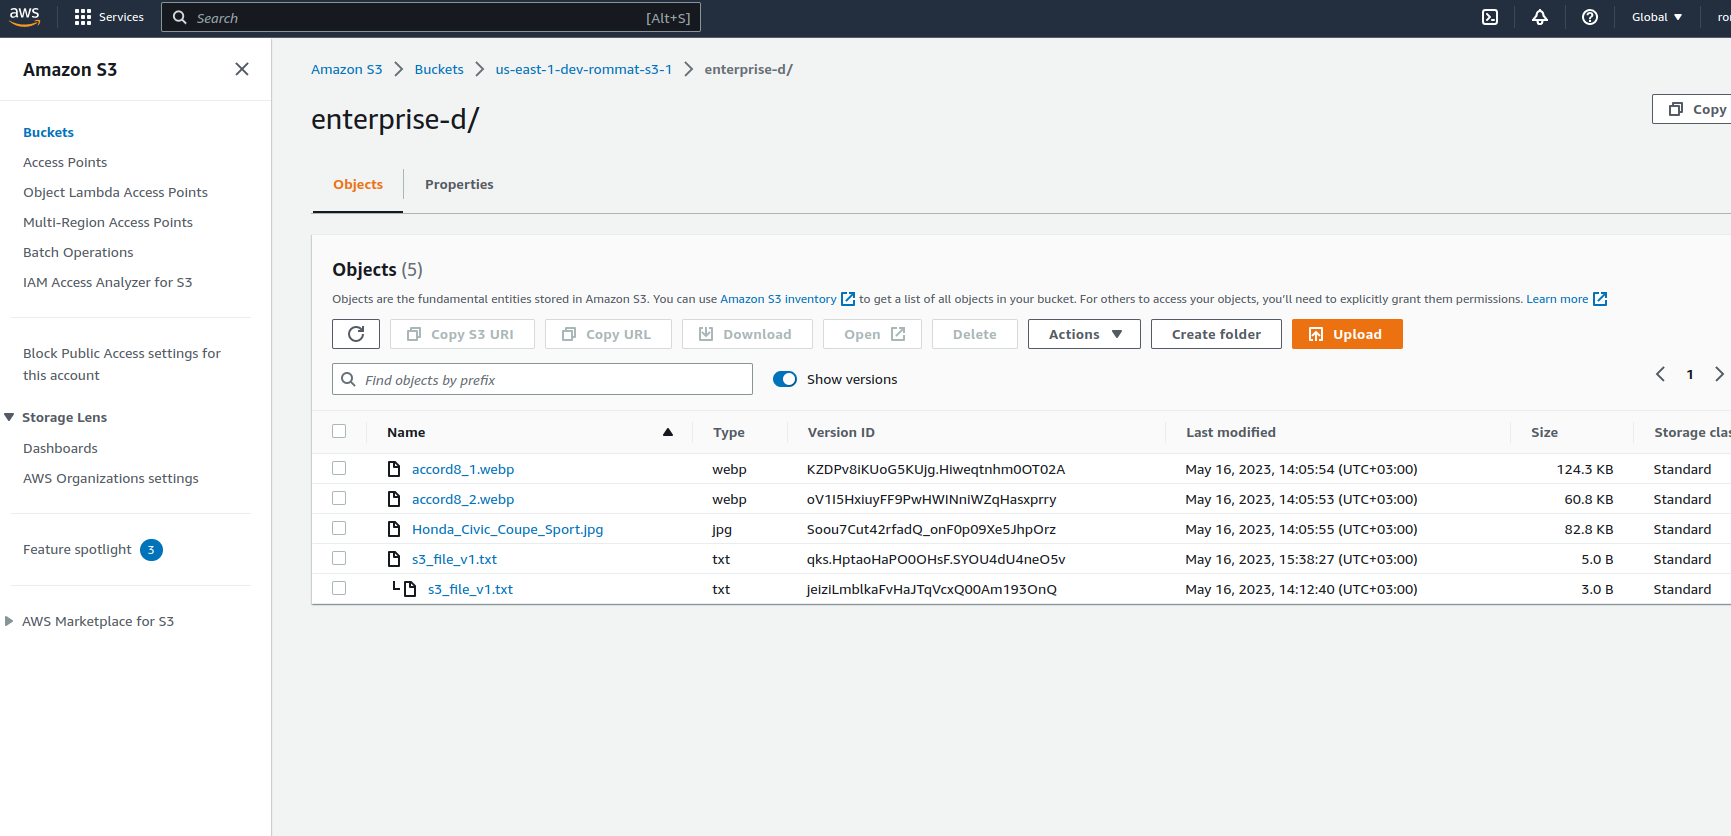 aws Services Search [Alt+S] Global
Amazon S3
Buckets
Access Points
Object Lambda Access Points
Multi-Region Access Points
Batch Operations
IAM Access Analyzer for S3
Block Public Access settings for
this account
Storage Lens
Dashboards
AWS Organizations settings
Feature spotlight 3
AWS Marketplace for S3
Amazon S3 Buckets us-east-1-dev-rommat-s3-1 enterprise-d/
enterprise-d/
Copy
Objects Properties
Objects (5)
Objects are the fundamental entities stored in Amazon S3. You can use Amazon S3 inventory to get a list of all objects in your bucket. For others to access your objects, you'll need to explicitly grant them permissions. Learn more
Copy S3 URI Copy URL Download Open Delete Actions Create folder Upload
Find objects by prefix Show versions 1
Name Type Version ID Last modified Size Storage
accord8_1.webp webp KZDPv8iKUoG5KUjg.Hiweqtnhm0OT02A May 16, 2023, 14:05:54 (UTC+03:00) 124.3 KB Standard
accord8_2.webp webp oV1I5HxiuyFF9PwHWINniWZqHasxprry May 16, 2023, 14:05:53 (UTC+03:00) 60.8 KB Standard
Honda_Civic_Coupe_Sport.jpg jpg Soou7Cut42rfadQ_onF0p09Xe5JhpOrz May 16, 2023, 14:05:55 (UTC+03:00) 82.8 KB Standard
s3_file_v1.txt txt qks.HptaoHaPO0OHsF.SYOU4dU4neO5v May 16, 2023, 15:38:27 (UTC+03:00) 5.0 B Standard
s3_file_v1.txt txt jeiziLmblkaFvHaJTqVcxQ00Am193OnQ May 16, 2023, 14:12:40 (UTC+03:00) 3.0 B Standard